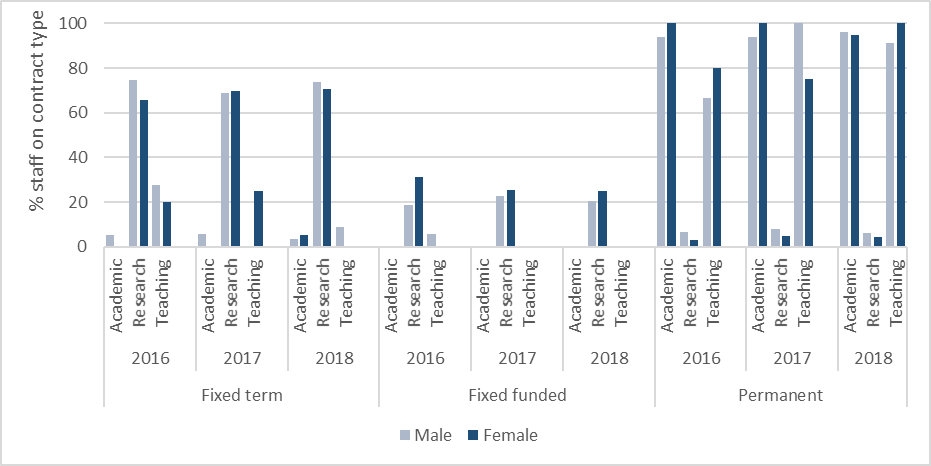 % staff on contract type
100
80
60
40
20
0
Academic
Research
Teaching
Academic
Research
Teaching
Academic
Research
Teaching
Academic
Research
Teaching
Academic
Research
Teaching
Academic
Research
Teaching
Academic
Research
Teaching
Academic
Research
Teaching
Academic
Research
Teaching
2016 2017 2018 2016 2017 2018 2016 2017 2018
Fixed term Fixed funded Permanent
Male Female